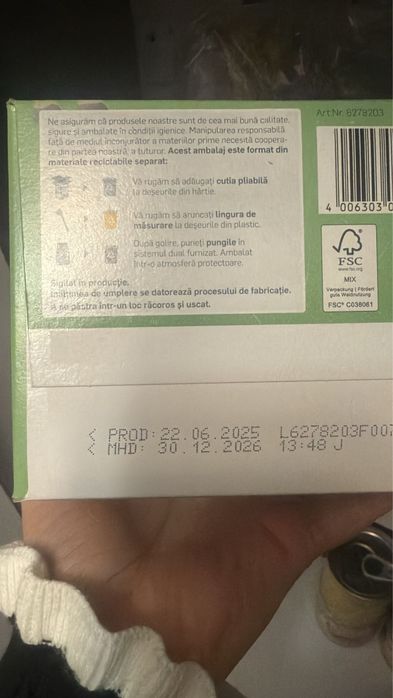 Ne asigurăm că produsele noastre sunt de cea mai bună calitate,
sigure și ambalate în condiții igienice. Manipularea responsabilă
față de mediul înconjurător a materiilor prime necesită coopera-
re din partea noastră, a tuturor. Acest ambalaj este format din
materiale reciclabile separat:
Vă rugăm să adăugați cutia pliabilă
la deșeurile din hârtie.
Vă rugăm să aruncați lingura de
măsurare la deșeurile din plastic.
După golire, puneți pungile în
sistemul dual furnizat. Ambalat
într-o atmosferă protectoare.
Sigilat în producție.
Înălțimea de umplere se datorează procesului de fabricație.
A se păstra într-un loc răcoros și uscat.
Art.Nr. 6278203
4 006303 0
FSC
www.fsc.org
MIX
Verpackung | Fördert
gute Waldnutzung
FSC® C038061
< PROD: 22.06.2025 L6278203F007
< MHD: 30.12.2026 13:48 J